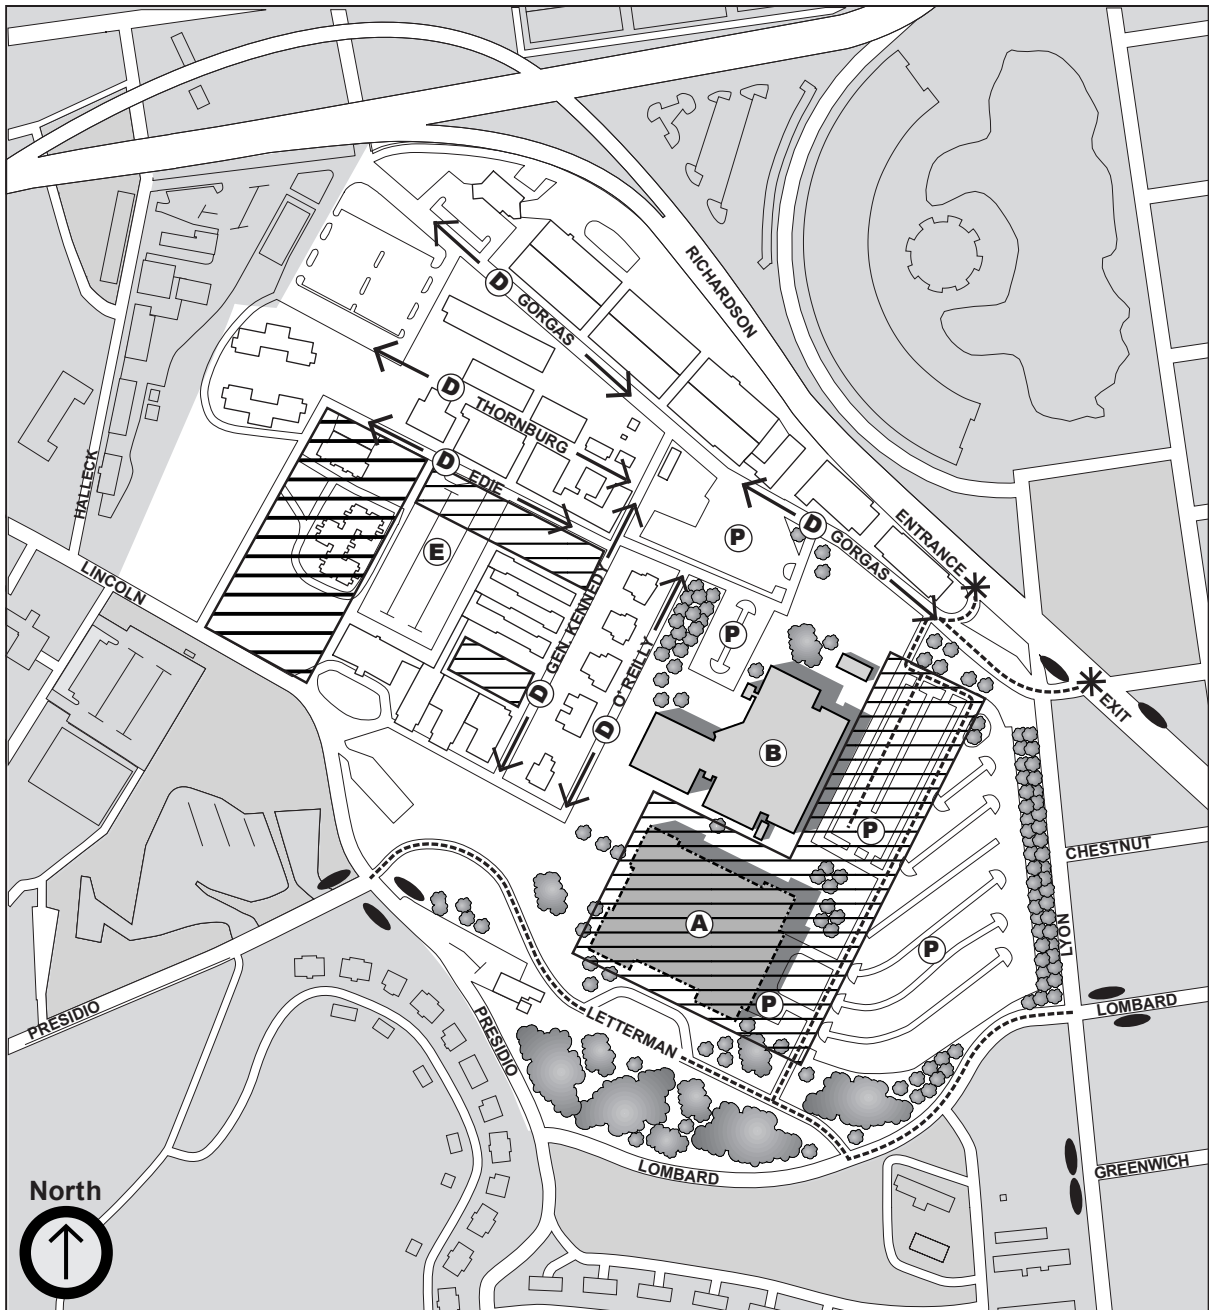 D
GORGAS
RICHARDSON
D
THORNBURG
D
EDIE
HALLECK
E
P
D
GORGAS
ENTRANCE
LINCOLN
GEN. KENNEDY
D
O' REILLY
D
P
EXIT
B
P
CHESTNUT
A
P
LYON
P
PRESIDIO
PRESIDIO
LETTERMAN
LOMBARD
LOMBARD
GREENWICH
North